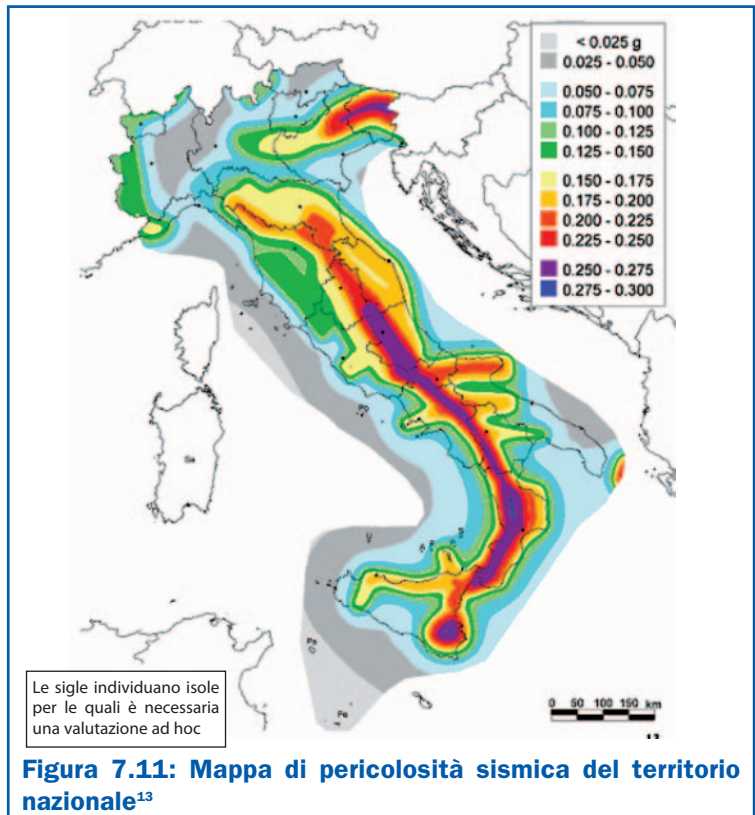 < 0.025 g
0.025 - 0.050
0.050 - 0.075
0.075 - 0.100
0.100 - 0.125
0.125 - 0.150
0.150 - 0.175
0.175 - 0.200
0.200 - 0.225
0.225 - 0.250
0.250 - 0.275
0.275 - 0.300
Po
U
Pa
Pe
Le sigle individuano isole
per le quali è necessaria
una valutazione ad hoc
0 50 100 150 km
Figura 7.11: Mappa di pericolosità sismica del territorio
nazionale13